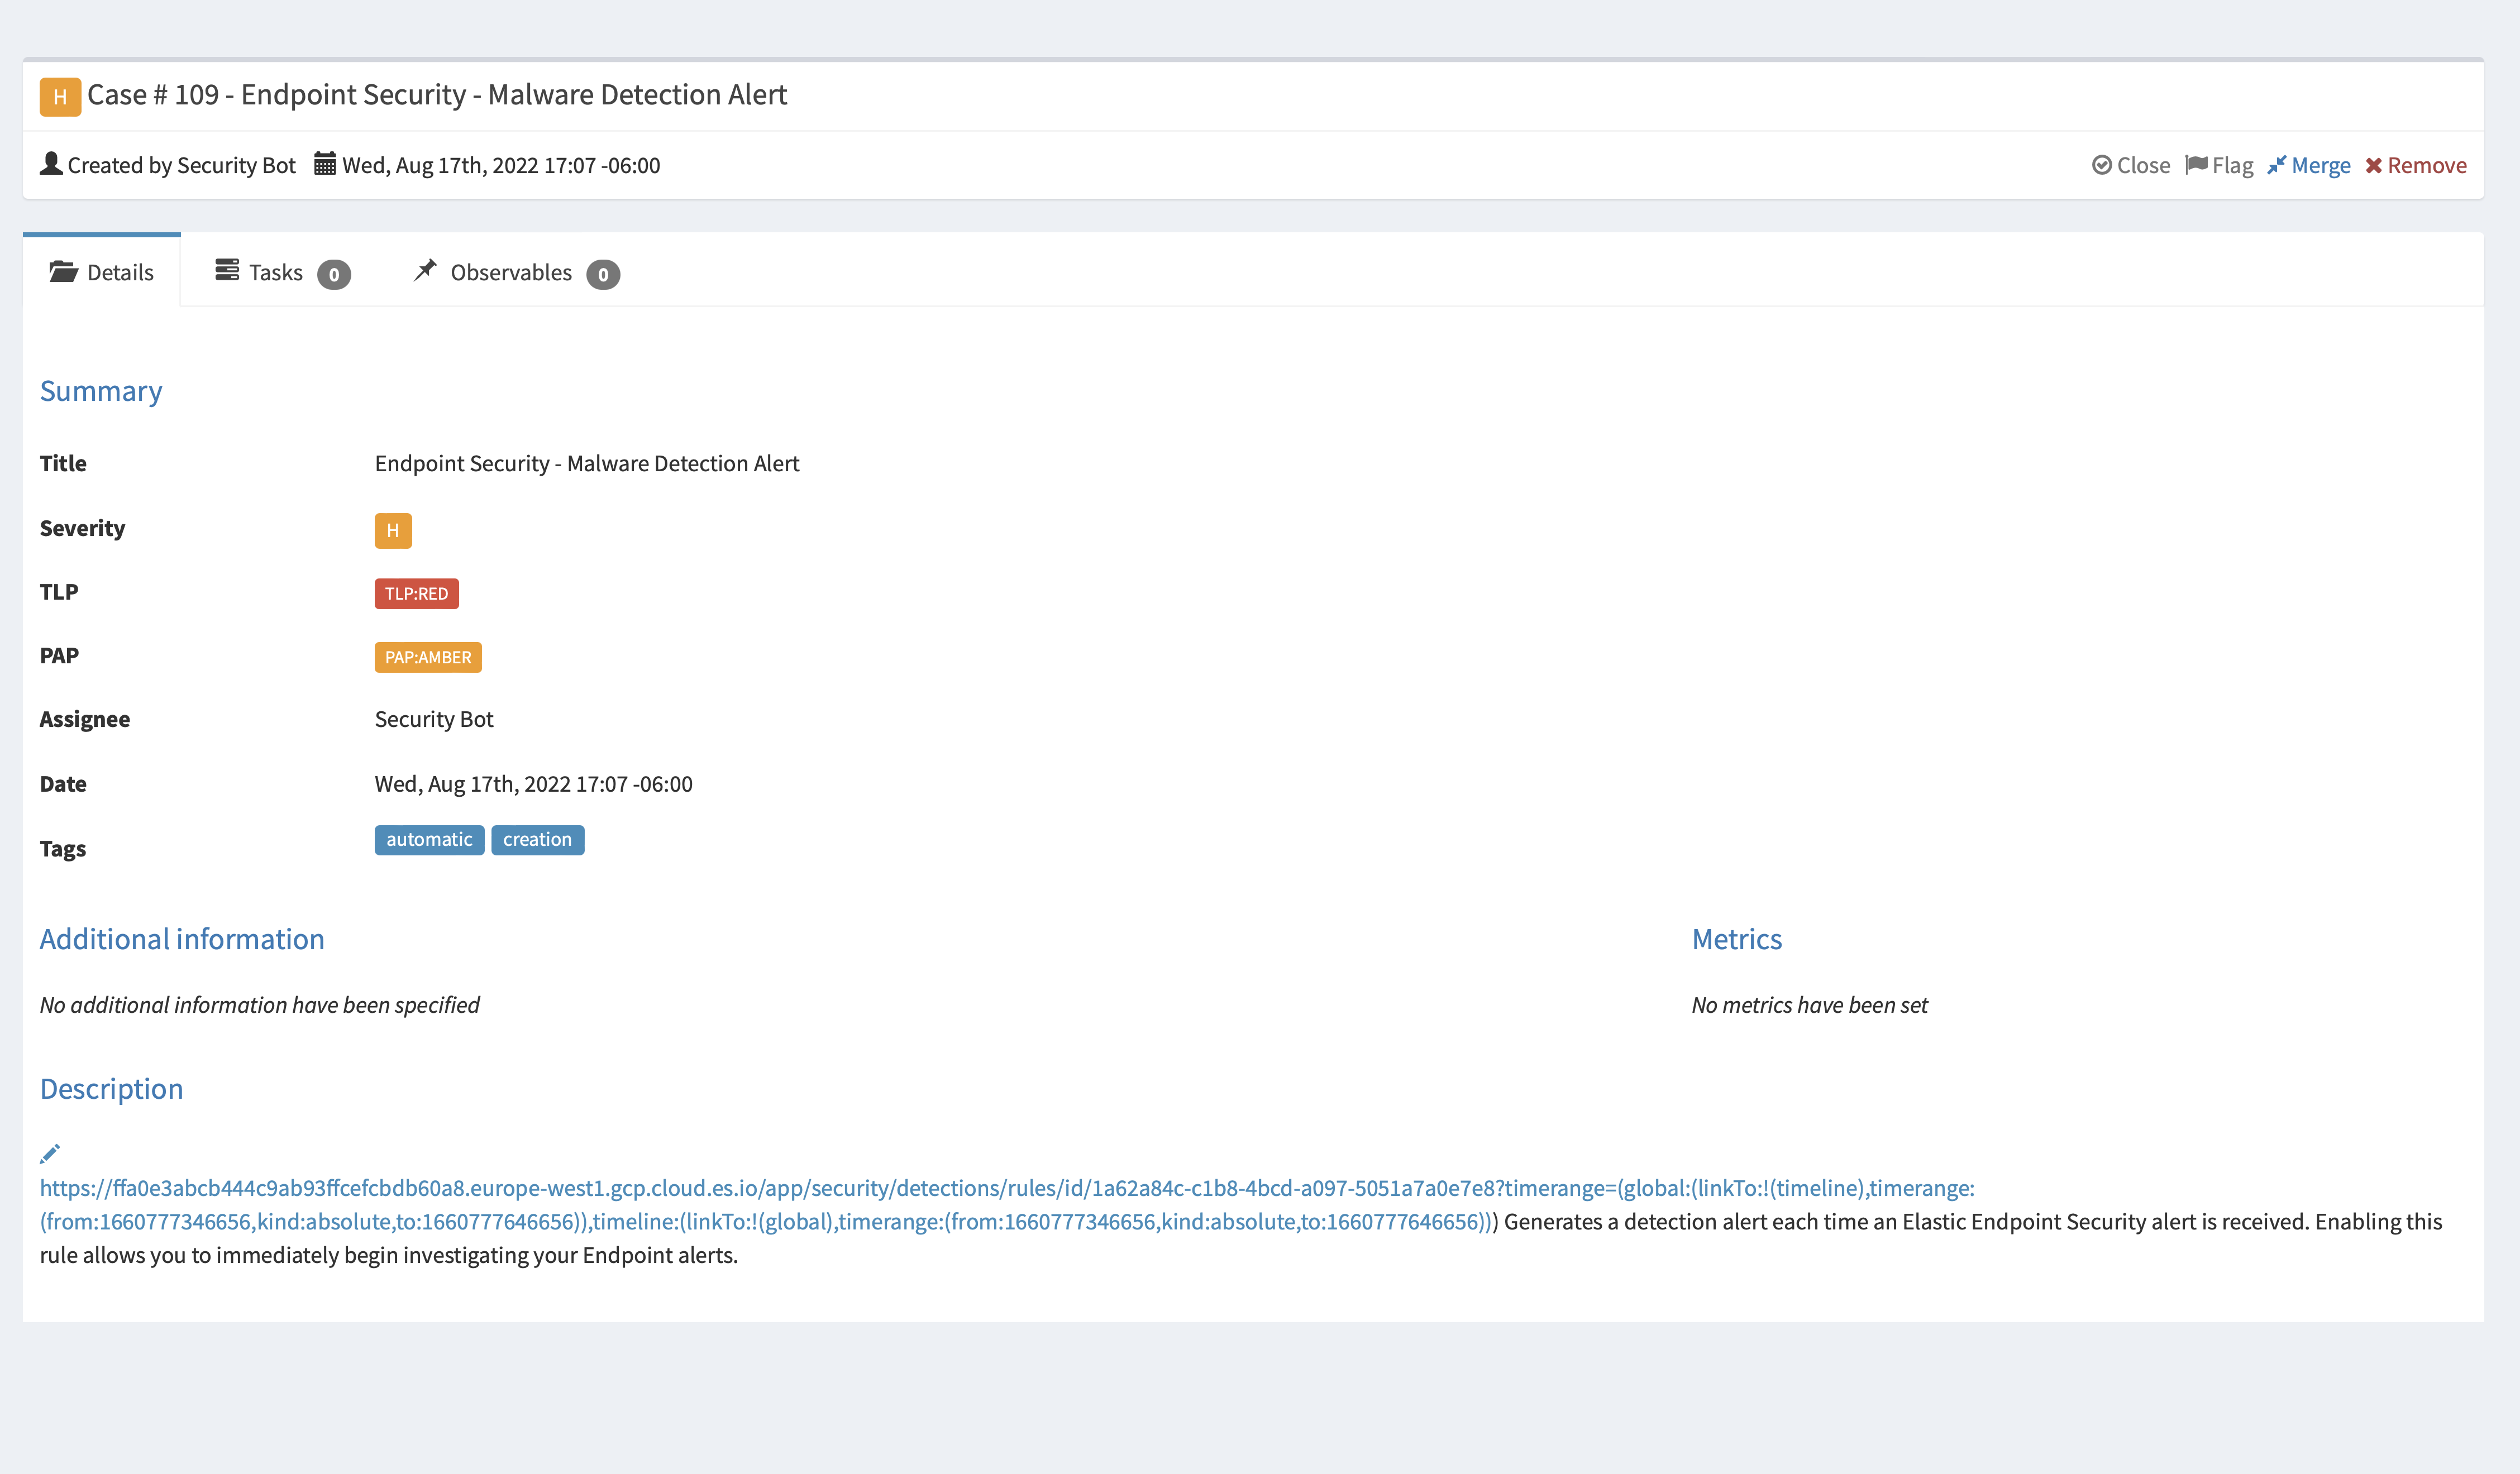 H Case # 109 - Endpoint Security - Malware Detection Alert
Created by Security Bot Wed, Aug 17th, 2022 17:07 -06:00 Close Flag Merge Remove
Details Tasks 0 Observables 0
Summary
Title Endpoint Security - Malware Detection Alert
Severity H
TLP TLP:RED
PAP PAP:AMBER
Assignee Security Bot
Date Wed, Aug 17th, 2022 17:07 -06:00
Tags automatic creation
Additional information Metrics
No additional information have been specified No metrics have been set
Description
https://ffa0e3abcb444c9ab93ffcefcbdb60a8.europe-west1.gcp.cloud.es.io/app/security/detections/rules/id/1a62a84c-c1b8-4bcd-a097-5051a7a0e7e8?timerange=(global:(linkTo:!(timeline),timerange:
(from:1660777346656,kind:absolute,to:1660777646656)),timeline:(linkTo:!(global),timerange:(from:1660777346656,kind:absolute,to:1660777646656))) Generates a detection alert each time an Elastic Endpoint Security alert is received. Enabling this
rule allows you to immediately begin investigating your Endpoint alerts.